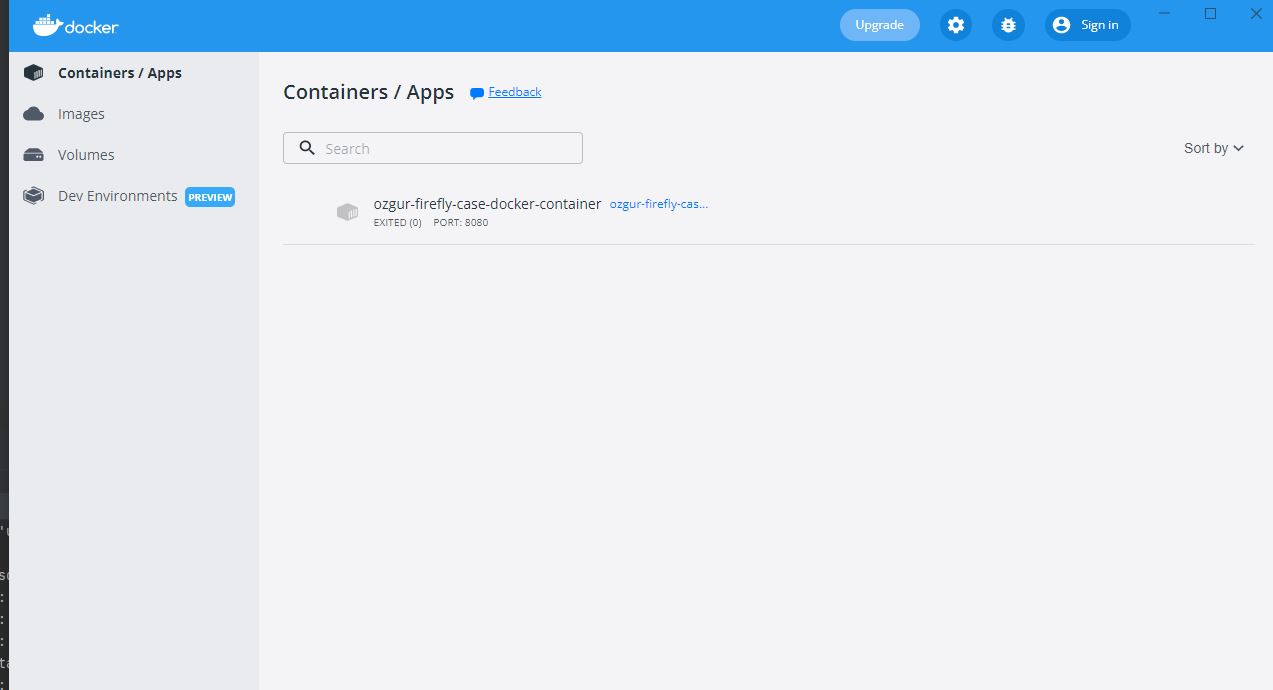 docker
Upgrade
Sign in
Containers / Apps
Images
Volumes
Dev Environments PREVIEW
Containers / Apps Feedback
Search
Sort by
ozgur-firefly-case-docker-container ozgur-firefly-cas...
EXITED (0) PORT: 8080